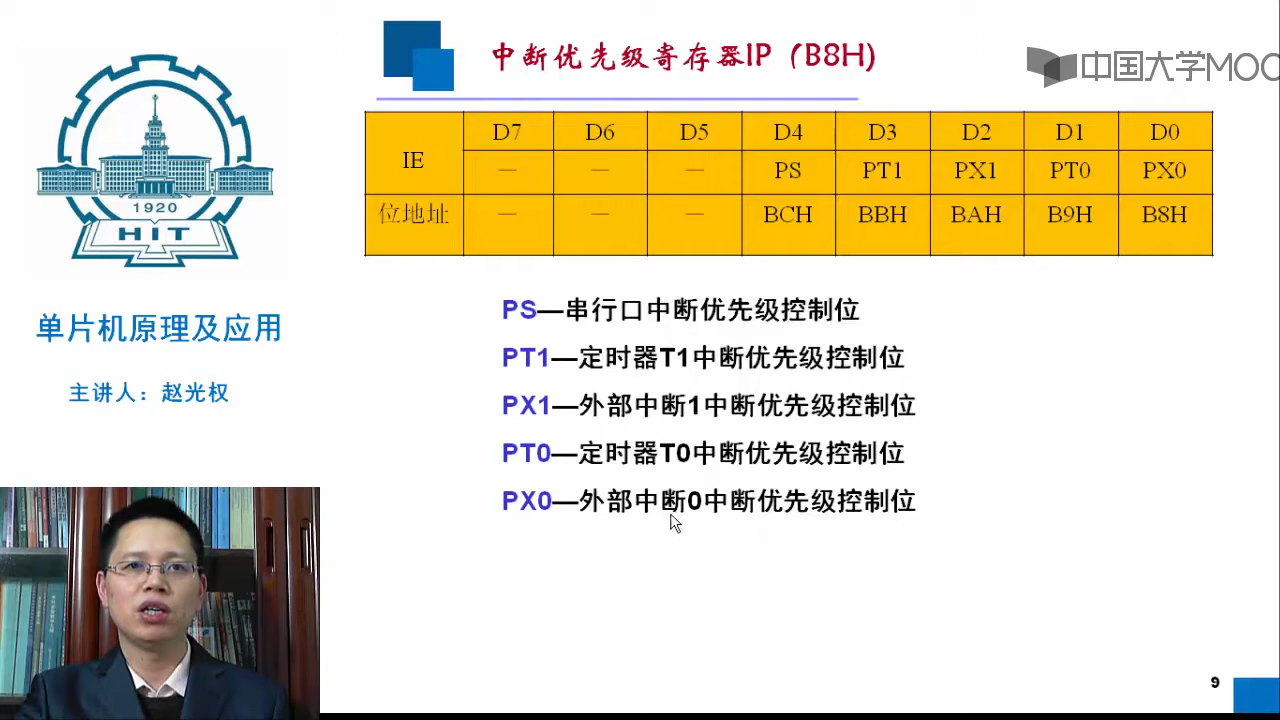 中断优先级寄存器IP（B8H)
中国大学MOO
IE D7 D6 D5 D4 D3 D2 D1 D0
— — — PS PT1 PX1 PT0 PX0
位地址 — — — BCH BBH BAH B9H B8H
1920
HIT
单片机原理及应用
主讲人：赵光权
PS—串行口中断优先级控制位
PT1—定时器T1中断优先级控制位
PX1—外部中断1中断优先级控制位
PT0—定时器T0中断优先级控制位
PX0—外部中断0中断优先级控制位
9